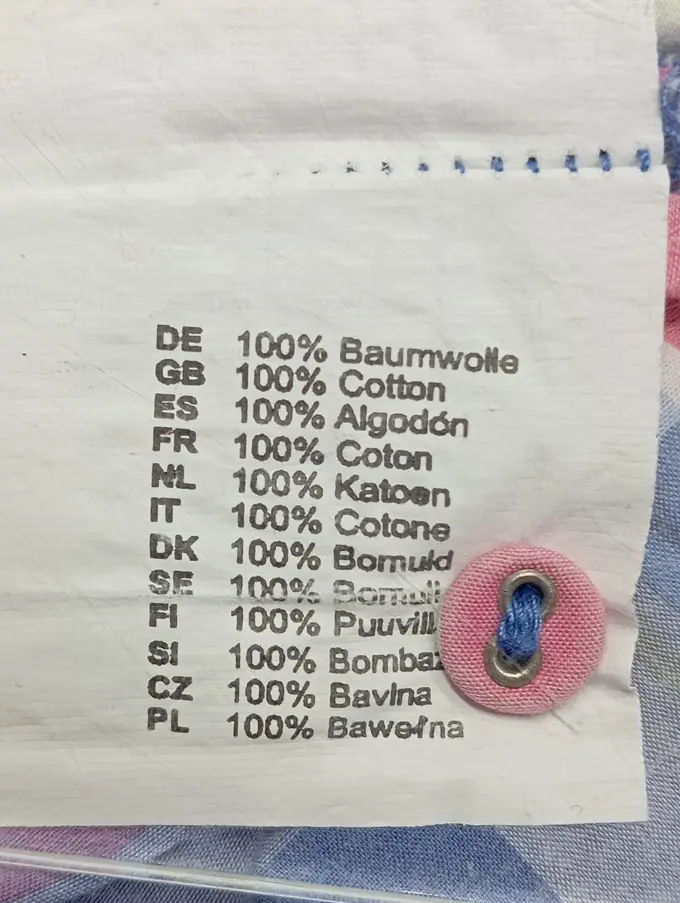 DE 100% Baumwolle
GB 100% Cotton
ES 100% Algodón
FR 100% Coton
NL 100% Katoen
IT 100% Cotone
DK 100% Bomuld
SE 100%
FI 100%
SI 100%
CZ 100% Bavlna
PL 100% Bawełna